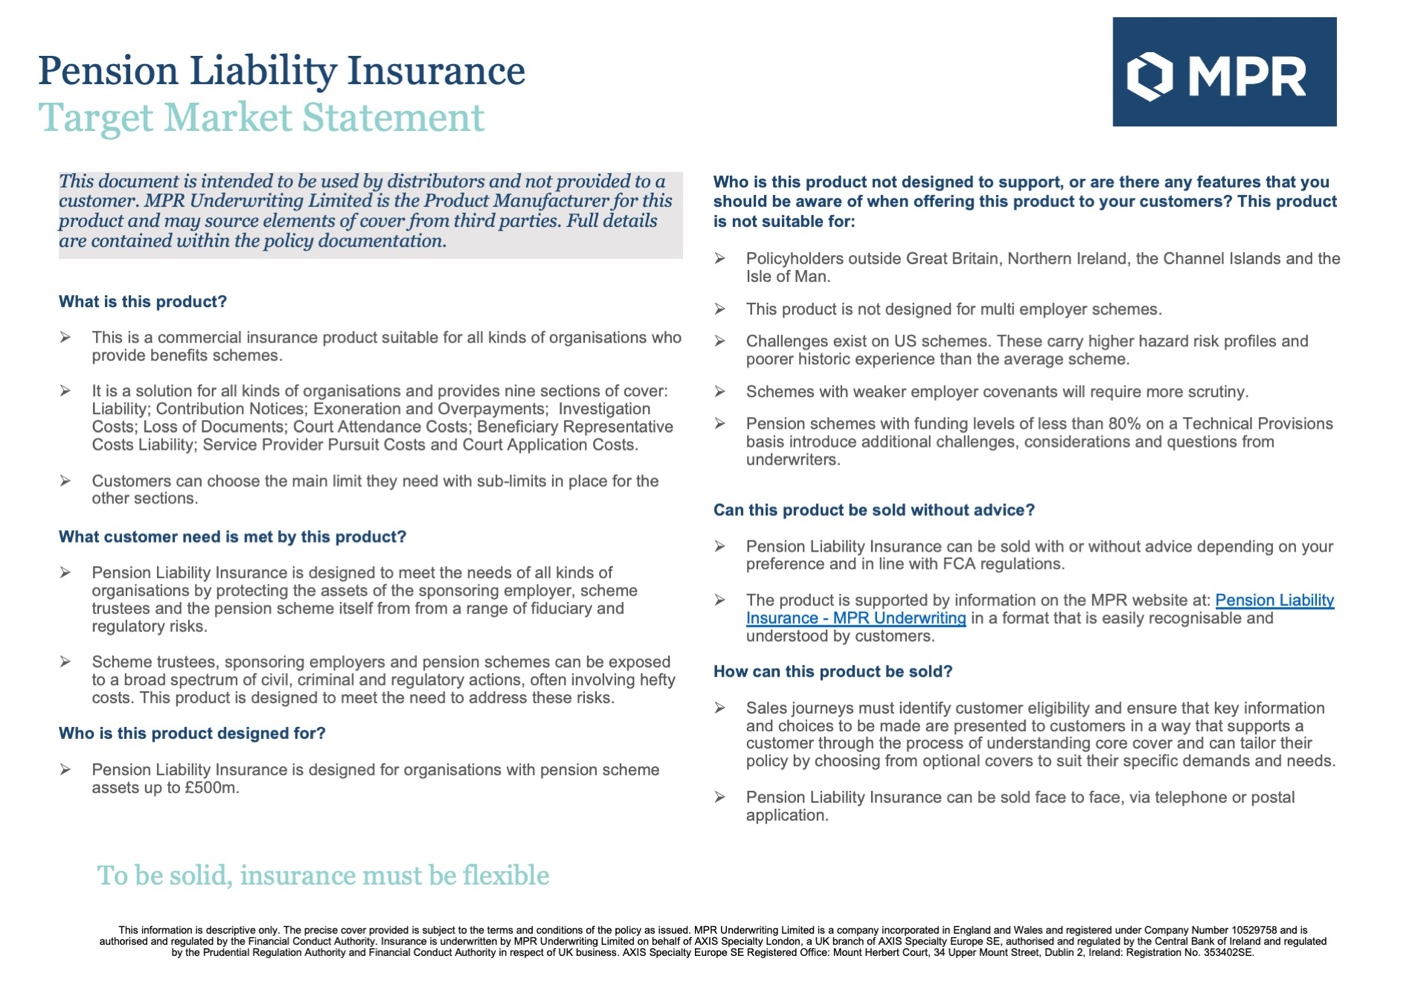 Pension Liability Insurance
Target Market Statement
MPR
This document is intended to be used by distributors and not provided to a
customer. MPR Underwriting Limited is the Product Manufacturer for this
product and may source elements of cover from third parties. Full details
are contained within the policy documentation.
What is this product?
➢ This is a commercial insurance product suitable for all kinds of organisations who
provide benefits schemes.
➢ It is a solution for all kinds of organisations and provides nine sections of cover:
Liability; Contribution Notices; Exoneration and Overpayments; Investigation
Costs; Loss of Documents; Court Attendance Costs; Beneficiary Representative
Costs Liability; Service Provider Pursuit Costs and Court Application Costs.
➢ Customers can choose the main limit they need with sub-limits in place for the
other sections.
What customer need is met by this product?
➢ Pension Liability Insurance is designed to meet the needs of all kinds of
organisations by protecting the assets of the sponsoring employer, scheme
trustees and the pension scheme itself from from a range of fiduciary and
regulatory risks.
➢ Scheme trustees, sponsoring employers and pension schemes can be exposed
to a broad spectrum of civil, criminal and regulatory actions, often involving hefty
costs. This product is designed to meet the need to address these risks.
Who is this product designed for?
➢ Pension Liability Insurance is designed for organisations with pension scheme
assets up to £500m.
Who is this product not designed to support, or are there any features that you
should be aware of when offering this product to your customers? This product
is not suitable for:
➢ Policyholders outside Great Britain, Northern Ireland, the Channel Islands and the
Isle of Man.
➢ This product is not designed for multi employer schemes.
➢ Challenges exist on US schemes. These carry higher hazard risk profiles and
poorer historic experience than the average scheme.
➢ Schemes with weaker employer covenants will require more scrutiny.
➢ Pension schemes with funding levels of less than 80% on a Technical Provisions
basis introduce additional challenges, considerations and questions from
underwriters.
Can this product be sold without advice?
➢ Pension Liability Insurance can be sold with or without advice depending on your
preference and in line with FCA regulations.
➢ The product is supported by information on the MPR website at: Pension Liability
Insurance - MPR Underwriting in a format that is easily recognisable and
understood by customers.
How can this product be sold?
➢ Sales journeys must identify customer eligibility and ensure that key information
and choices to be made are presented to customers in a way that supports a
customer through the process of understanding core cover and can tailor their
policy by choosing from optional covers to suit their specific demands and needs.
➢ Pension Liability Insurance can be sold face to face, via telephone or postal
application.
To be solid, insurance must be flexible
This information is descriptive only. The precise cover provided is subject to the terms and conditions of the policy as issued. MPR Underwriting Limited is a company incorporated in England and Wales and registered under Company Number 10529758 and is
authorised and regulated by the Financial Conduct Authority. Insurance is underwritten by MPR Underwriting Limited on behalf of AXIS Specialty London, a UK branch of AXIS Specialty Europe SE, authorised and regulated by the Central Bank of Ireland and regulated
by the Prudential Regulation Authority and Financial Conduct Authority in respect of UK business. AXIS Specialty Europe SE Registered Office: Mount Herbert Court, 34 Upper Mount Street, Dublin 2, Ireland: Registration No. 353402SE.